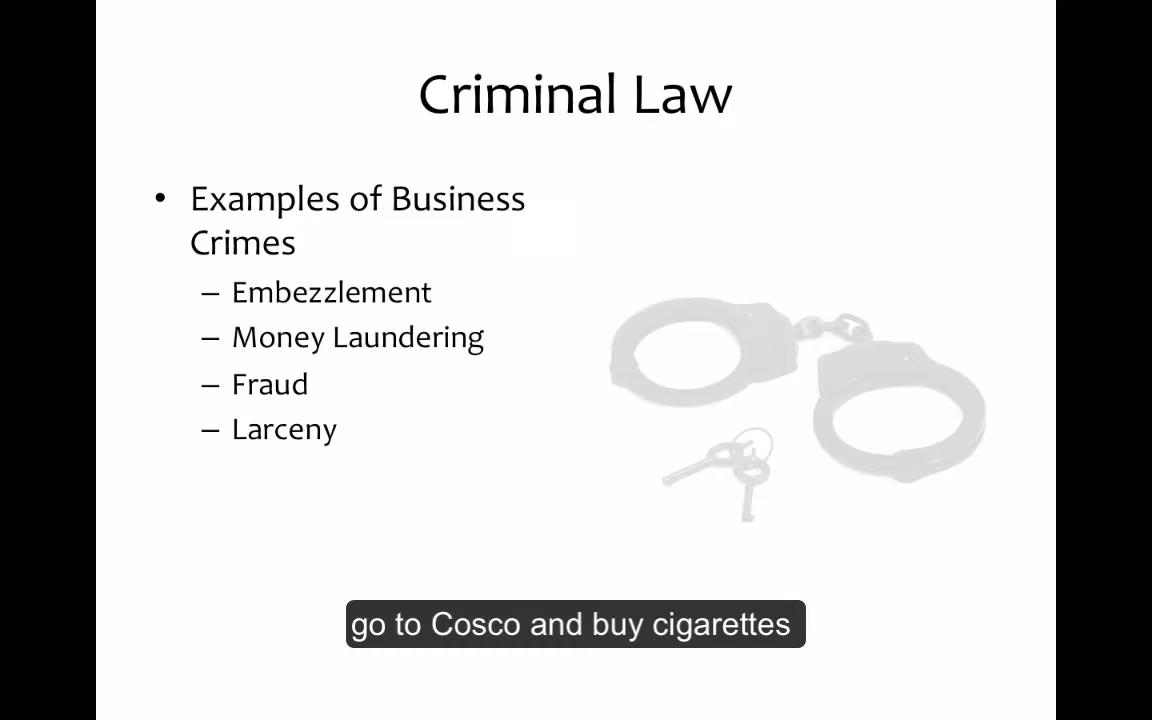 Criminal Law
• Examples of Business
Crimes
– Embezzlement
– Money Laundering
– Fraud
– Larceny
go to Cosco and buy cigarettes